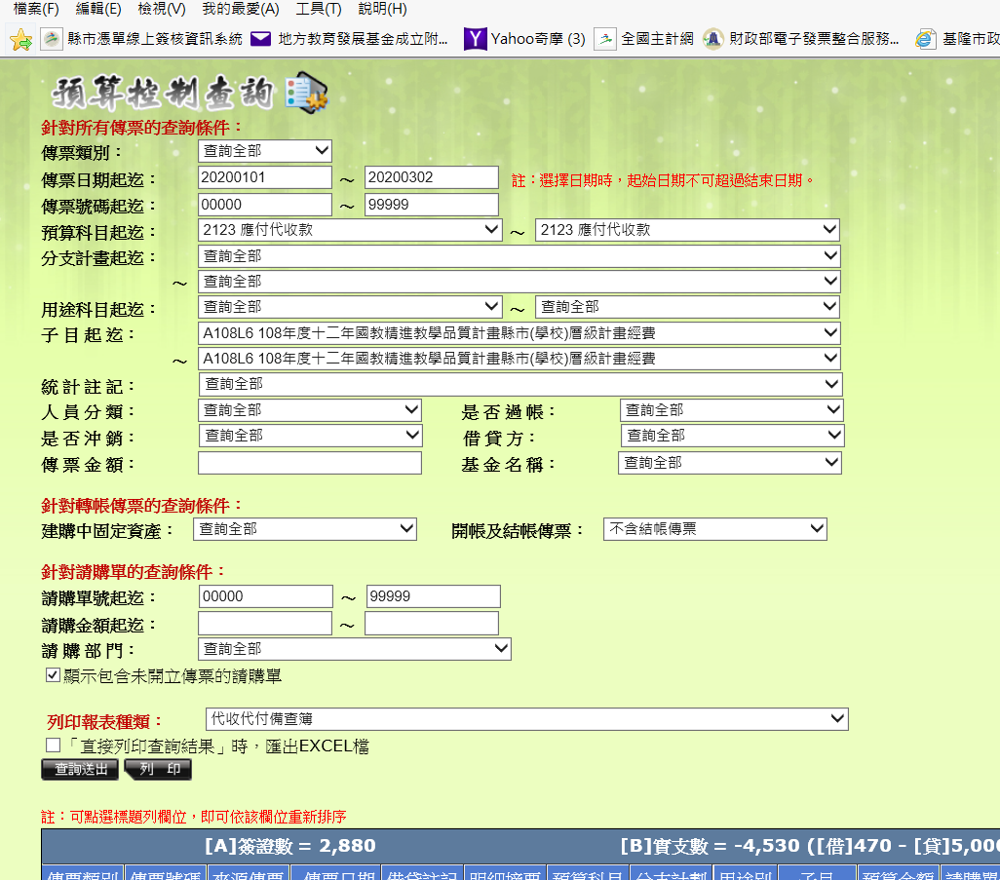 檔案(F) 編輯(E) 檢視(V) 我的最愛(A) 工具(T) 說明(H)
縣市憑單線上簽核資訊系統 地方教育發展基金成立附... Yahoo奇摩 (3) 全國主計網 財政部電子發票整合服務... 基隆市政
預算控制查詢
針對所有傳票的查詢條件：
傳票類別： 查詢全部
傳票日期起迄： 20200101 ～ 20200302 註：選擇日期時，起始日期不可超過結束日期。
傳票號碼起迄： 00000 ～ 99999
預算科目起迄： 2123 應付代收款 ～ 2123 應付代收款
分支計畫起迄： 查詢全部
～ 查詢全部
用途科目起迄： 查詢全部 ～ 查詢全部
子 目 起 迄： A108L6 108年度十二年國教精進教學品質計畫縣市(學校)層級計畫經費
～ A108L6 108年度十二年國教精進教學品質計畫縣市(學校)層級計畫經費
統 計 註 記： 查詢全部
人 員 分 類： 查詢全部 是 否 過 帳： 查詢全部
是 否 沖 銷： 查詢全部 借 貸 方： 查詢全部
傳 票 金 額： 基 金 名 稱： 查詢全部
針對轉帳傳票的查詢條件：
建購中固定資產： 查詢全部 開帳及結帳傳票： 不含結帳傳票
針對請購單的查詢條件：
請購單號起迄： 00000 ～ 99999
請購金額起迄： ～
請 購 部 門： 查詢全部
顯示包含未開立傳票的請購單
列印報表種類： 代收代付備查簿
「直接列印查詢結果」時，匯出EXCEL檔
查詢送出 列 印
註：可點選標題列欄位，即可依該欄位重新排序
[A]簽證數 = 2,880 [B]實支數 = -4,530 ([借]470 - [貸]5,000
傳票類別 傳票號碼 來源傳票 傳票日期 借貸註記 明細摘要 預算科目 分支計劃 用途別 子目 預算金額 請購單